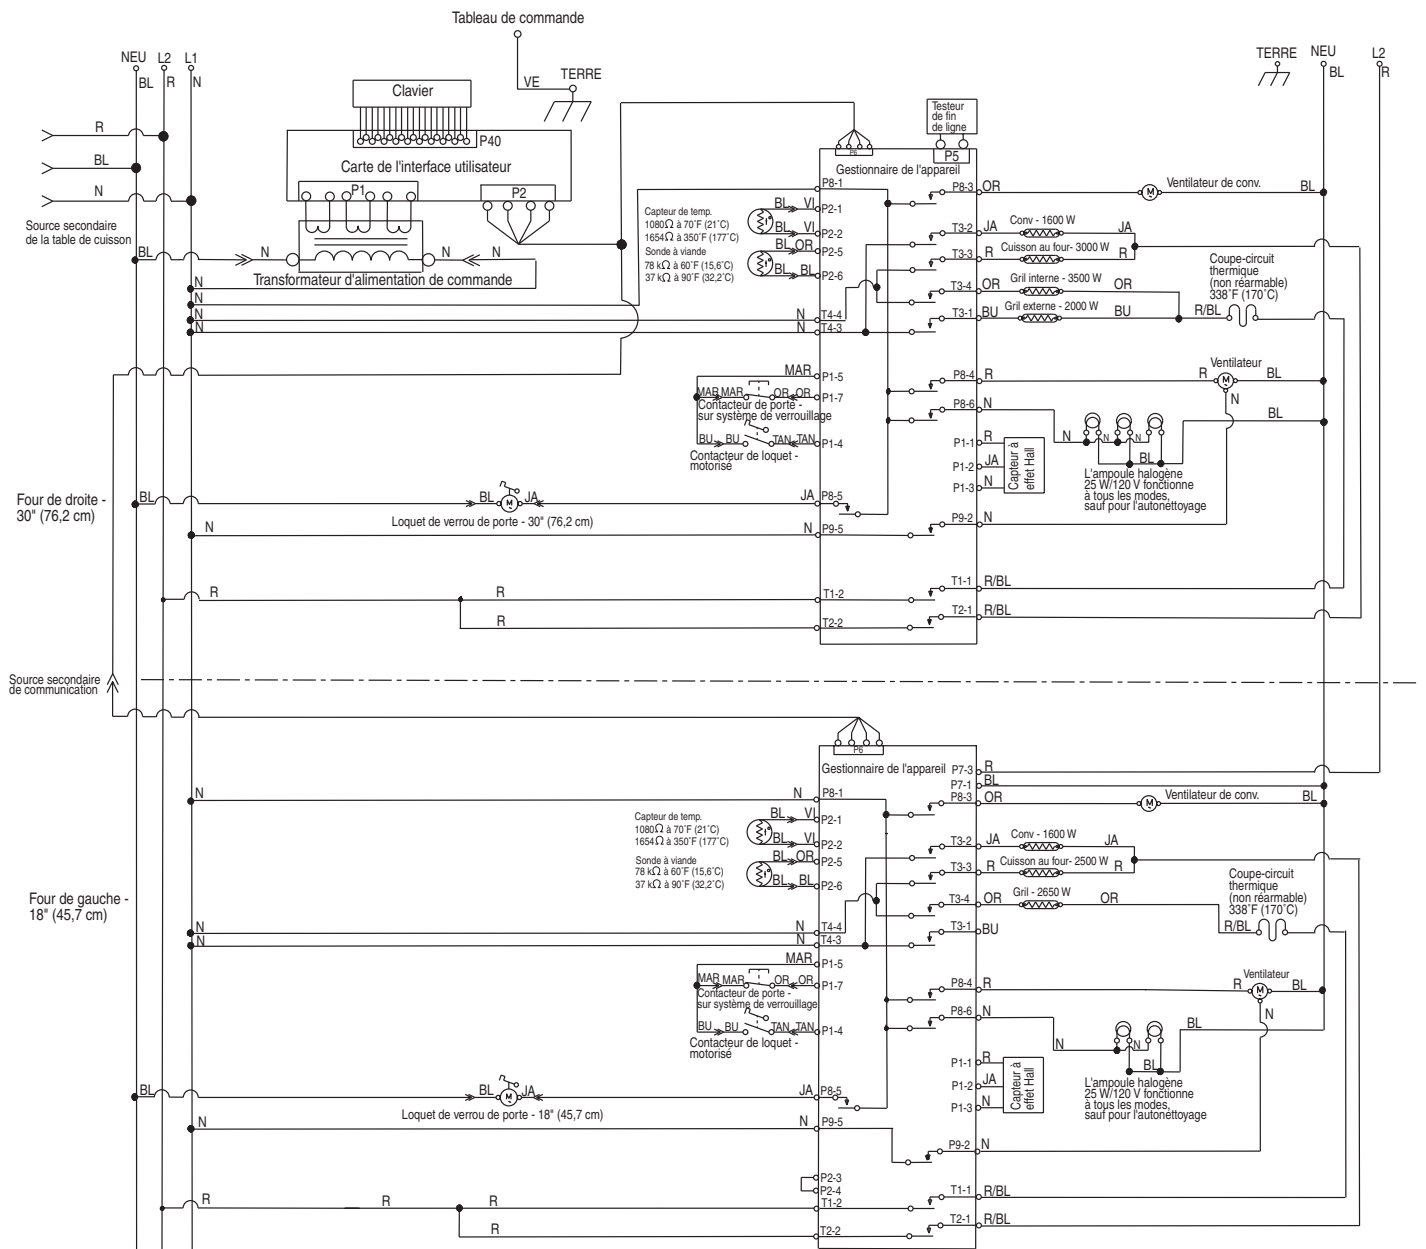 Tableau de commande
NEU L2 L1
BL R N
VE
TERRE
TERRE NEU L2
BL R
Clavier
P40
Carte de l'interface utilisateur
P1
P2
R
BL
N
Source secondaire
de la table de cuisson
BL N N N
Transformateur d'alimentation de commande
N
N
N
N
P6
Testeur
de fin
de ligne
P5
Gestionnaire de l'appareil
P8-1
P8-3 OR
Ventilateur de conv.
BL
Capteur de temp.
1080Ω à 70˚F (21˚C)
1654Ω à 350˚F (177˚C)
Sonde à viande
78 kΩ à 60˚F (15,6˚C)
37 kΩ à 90˚F (32,2˚C)
BL VI P2-1
BL VI P2-2
BL OR P2-5
BL BL P2-6
T3-2 JA Conv - 1600 W JA
T3-3 R Cuisson au four- 3000 W R
T3-4 OR Gril interne - 3500 W OR
T3-1 BU Gril externe - 2000 W BU
R/BL
Coupe-circuit
thermique
(non réarmable)
338˚F (170˚C)
N T4-4
N T4-3
MAR P1-5
MAR MAR OR OR P1-7
Contacteur de porte -
sur système de verrouillage
BU BU TAN TAN P1-4
Contacteur de loquet -
motorisé
P8-4 R
Ventilateur
R M BL
N
P8-6 N
N N N
BL
BL
P1-1 R
P1-2 JA
P1-3 N
Capteur à
effet Hall
L'ampoule halogène
25 W/120 V fonctionne
à tous les modes,
sauf pour l'autonettoyage
Four de droite -
30" (76,2 cm)
BL BL M JA JA P8-5
Loquet de verrou de porte - 30" (76,2 cm)
N N P9-5
P9-2 N
T1-1 R/BL
R R T1-2
T2-1 R/BL
R T2-2
Source secondaire
de communication
P6
Gestionnaire de l'appareil
P7-3 R
P7-1 BL
N N P8-1
P8-3 OR
M
Ventilateur de conv.
BL
Capteur de temp.
1080Ω à 70˚F (21˚C)
1654Ω à 350˚F (177˚C)
Sonde à viande
78 kΩ à 60˚F (15,6˚C)
37 kΩ à 90˚F (32,2˚C)
BL VI P2-1
BL VI P2-2
BL OR P2-5
BL BL P2-6
T3-2 JA Conv - 1600 W JA
T3-3 R Cuisson au four- 2500 W R
T3-4 OR Gril - 2650 W OR
T3-1 BU
R/BL
Coupe-circuit
thermique
(non réarmable)
338˚F (170˚C)
Four de gauche -
18" (45,7 cm)
N N T4-4
N N T4-3
MAR P1-5
MAR MAR OR OR P1-7
Contacteur de porte -
sur système de verrouillage
BU BU TAN TAN P1-4
Contacteur de loquet -
motorisé
P8-4 R
Ventilateur
R M BL
N
P8-6 N
N N
BL
BL
P1-1 R
P1-2 JA
P1-3 N
Capteur à
effet Hall
L'ampoule halogène
25 W/120 V fonctionne
à tous les modes,
sauf pour l'autonettoyage
BL BL M JA JA P8-5
Loquet de verrou de porte - 18" (45,7 cm)
N N P9-5
P9-2 N
P2-3
P2-4
T1-1 R/BL
R R R T1-2
T2-1 R/BL
R T2-2